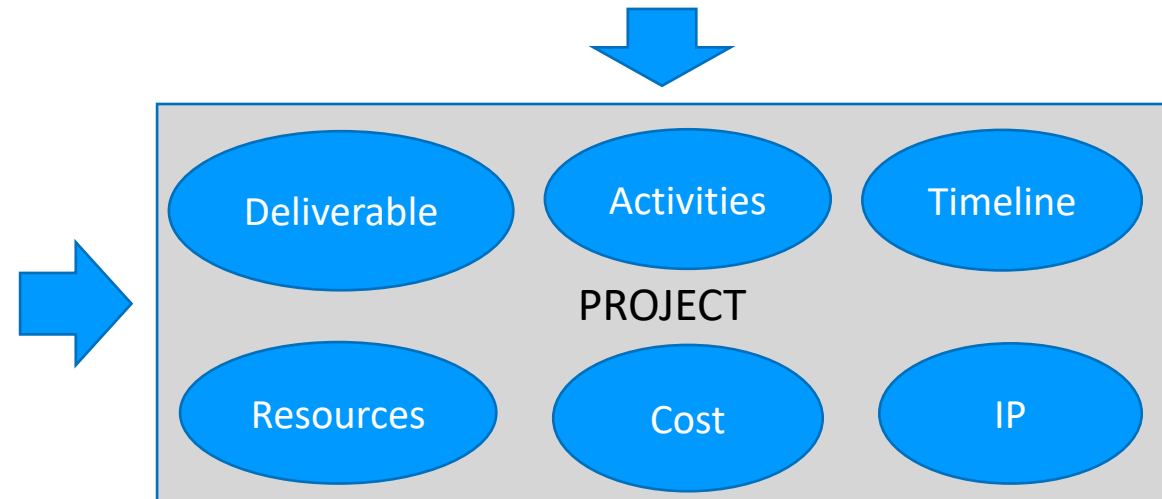 Deliverable
Activities
Timeline
PROJECT
Resources
Cost
IP